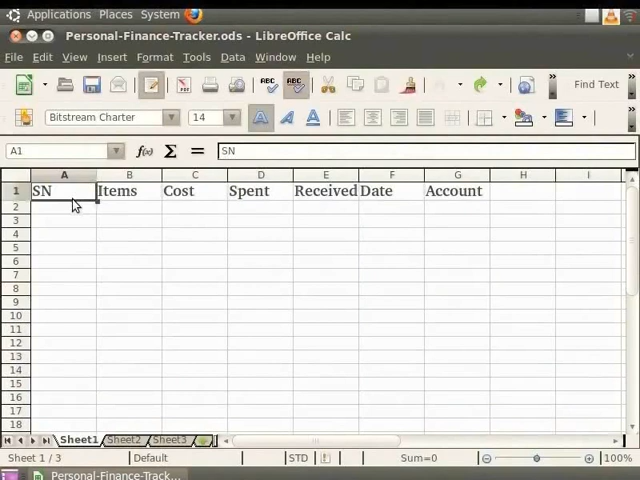 Applications Places System
Personal-Finance-Tracker.ods - LibreOffice Calc
File Edit View Insert Format Tools Data Window Help
ABC ABC » Find Text »
Bitstream Charter 14 A A A » »
A1 f(x) Σ = SN
A B C D E F G H I
1 SN Items Cost Spent Received Date Account
2
3
4
5
6
7
8
9
10
11
12
13
14
15
16
17
18
Sheet1 Sheet2 Sheet3
Sheet 1 / 3 Default STD Sum=0 100%
Personal-Finance-Track...